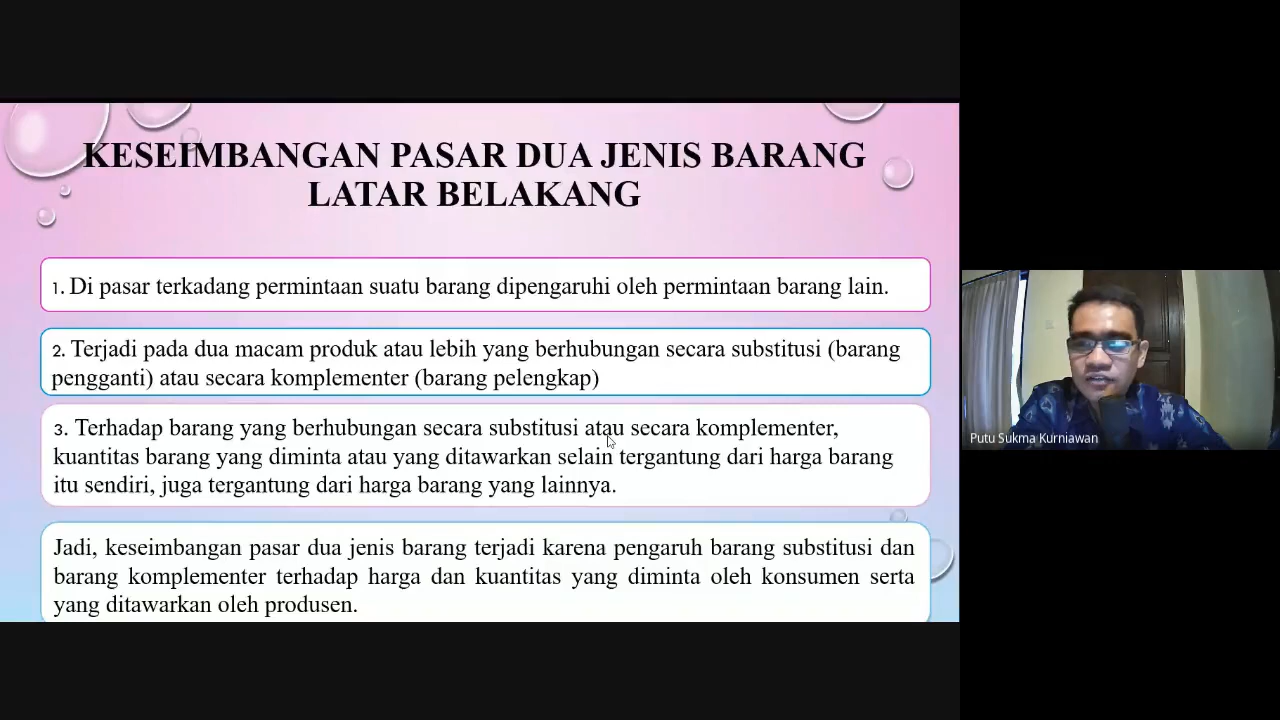 KESEIMBANGAN PASAR DUA JENIS BARANG
LATAR BELAKANG
1. Di pasar terkadang permintaan suatu barang dipengaruhi oleh permintaan barang lain.
2. Terjadi pada dua macam produk atau lebih yang berhubungan secara substitusi (barang
pengganti) atau secara komplementer (barang pelengkap)
3. Terhadap barang yang berhubungan secara substitusi atau secara komplementer,
kuantitas barang yang diminta atau yang ditawarkan selain tergantung dari harga barang
itu sendiri, juga tergantung dari harga barang yang lainnya.
Jadi, keseimbangan pasar dua jenis barang terjadi karena pengaruh barang substitusi dan
barang komplementer terhadap harga dan kuantitas yang diminta oleh konsumen serta
yang ditawarkan oleh produsen.
Putu Sukma Kurniawan